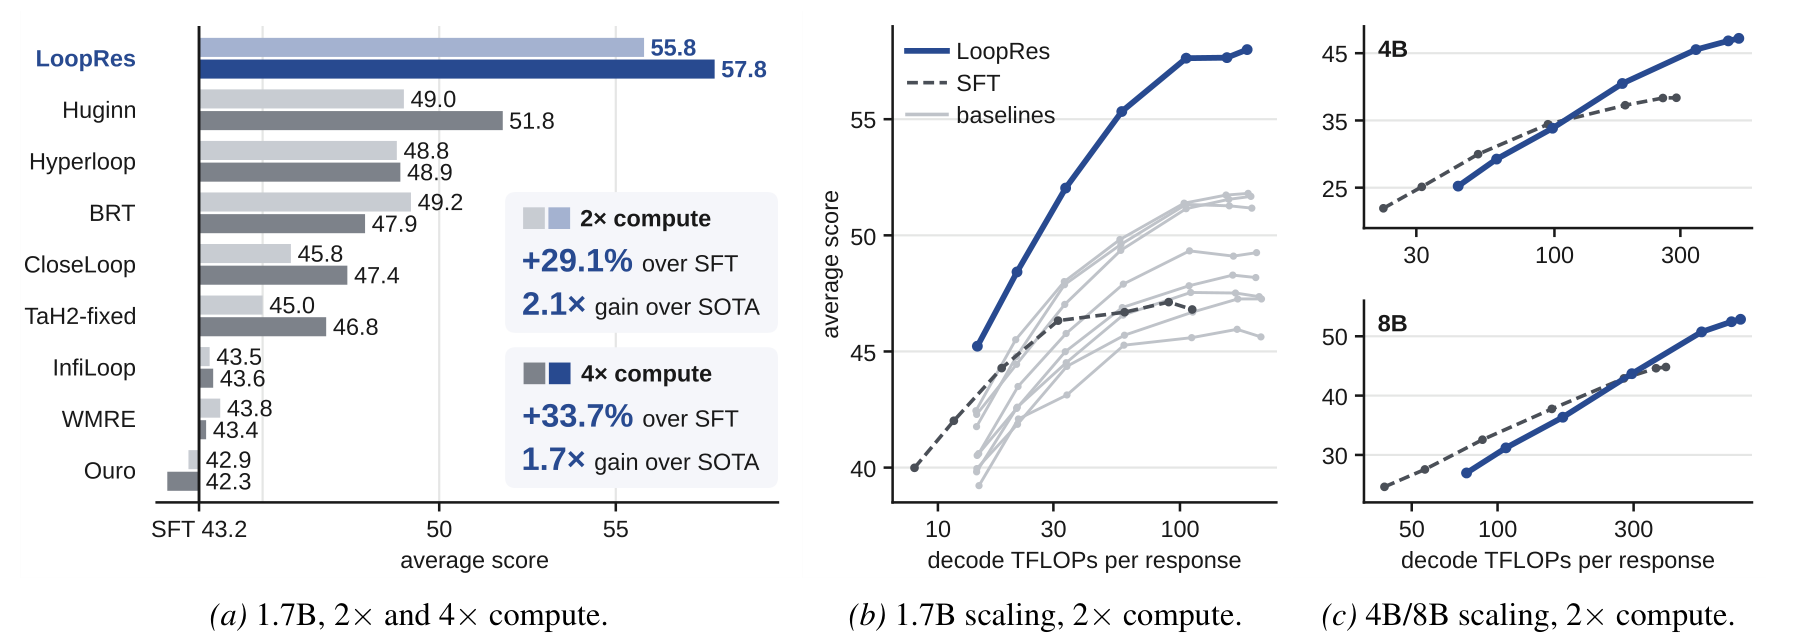 LoopRes
55.8
57.8
Huginn
49.0
51.8
Hyperloop
48.8
48.9
BRT
49.2
47.9
CloseLoop
45.8
47.4
TaH2-fixed
45.0
46.8
InfiLoop
43.5
43.6
WMRE
43.8
43.4
Ouro
42.9
42.3
2× compute
+29.1% over SFT
2.1× gain over SOTA
4× compute
+33.7% over SFT
1.7× gain over SOTA
SFT 43.2
50
55
average score
(a) 1.7B, 2× and 4× compute.
LoopRes
SFT
baselines
average score
55
50
45
40
10
30
100
decode TFLOPs per response
(b) 1.7B scaling, 2× compute.
4B
45
35
25
30
100
300
8B
50
40
30
50
100
300
decode TFLOPs per response
(c) 4B/8B scaling, 2× compute.